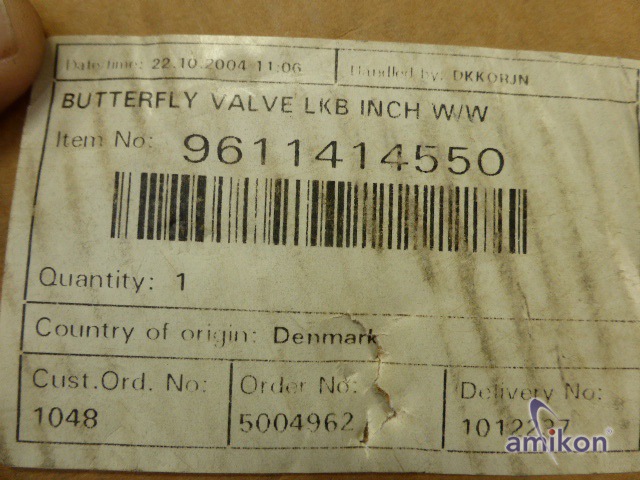 Date/time: 22.10.2004 11:06 Handled by: DKKORJN
BUTTERFLY VALVE LKB INCH W/W
Item No: 9611414550
Quantity: 1
Country of origin: Denmark
Cust.Ord. No: Order No: Delivery No:
1048 5004962
amikon®